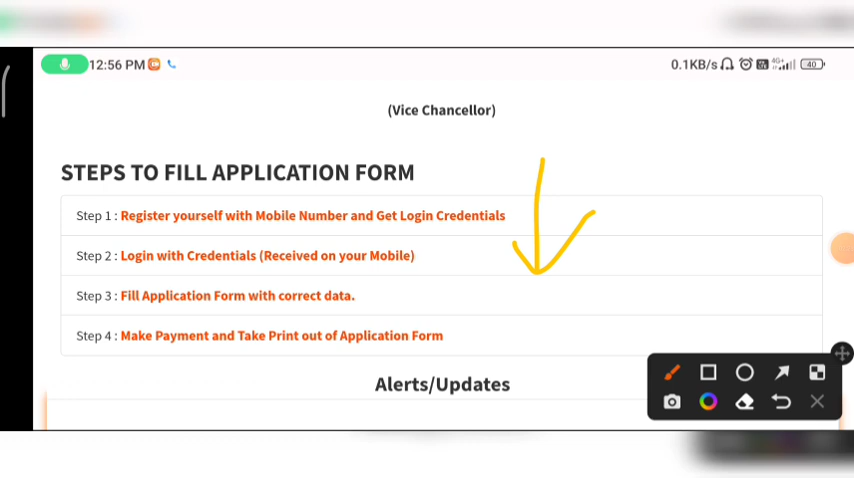 12:56 PM
0.1KB/s
4G+
40
(Vice Chancellor)
STEPS TO FILL APPLICATION FORM
Step 1 : Register yourself with Mobile Number and Get Login Credentials
Step 2 : Login with Credentials (Received on your Mobile)
Step 3 : Fill Application Form with correct data.
Step 4 : Make Payment and Take Print out of Application Form
Alerts/Updates